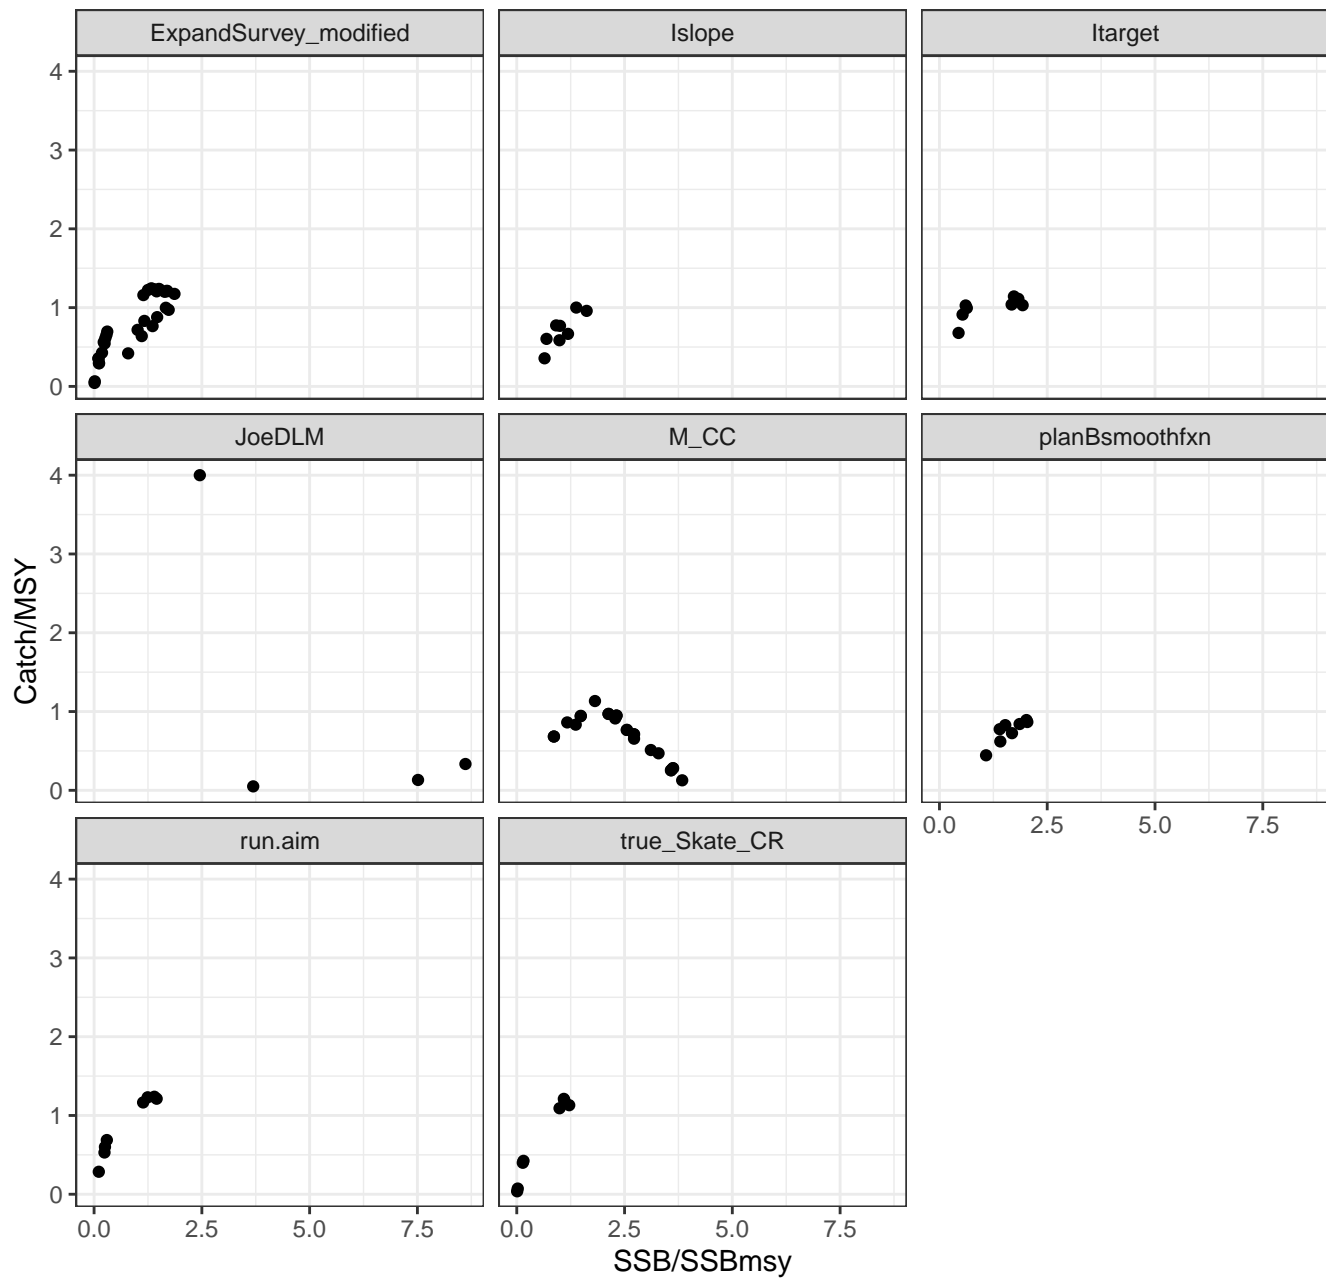 ExpandSurvey_modified
Islope
Itarget
4
3
2
1
0
JoeDLM
M_CC
planBsmoothfxn
4
3
2
1
0
0.0 2.5 5.0 7.5
run.aim
true_Skate_CR
4
3
2
1
0
0.0 2.5 5.0 7.5
0.0 2.5 5.0 7.5
Catch/MSY
SSB/SSBmsy